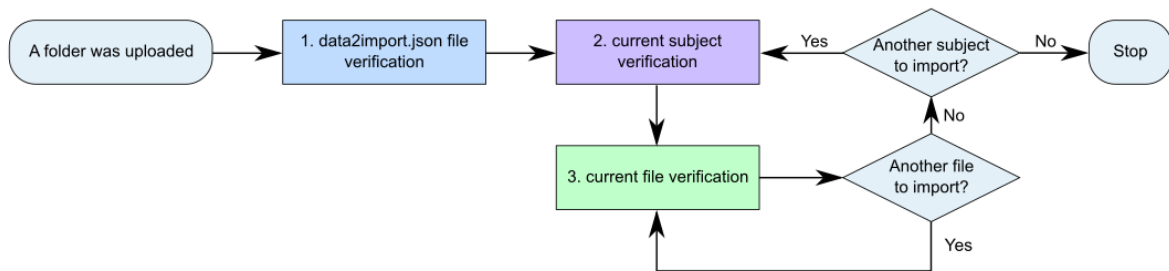 A folder was uploaded
1. data2import.json file
verification
2. current subject
verification
Yes
Another subject
to import?
No
Stop
No
3. current file verification
Another file
to import?
Yes